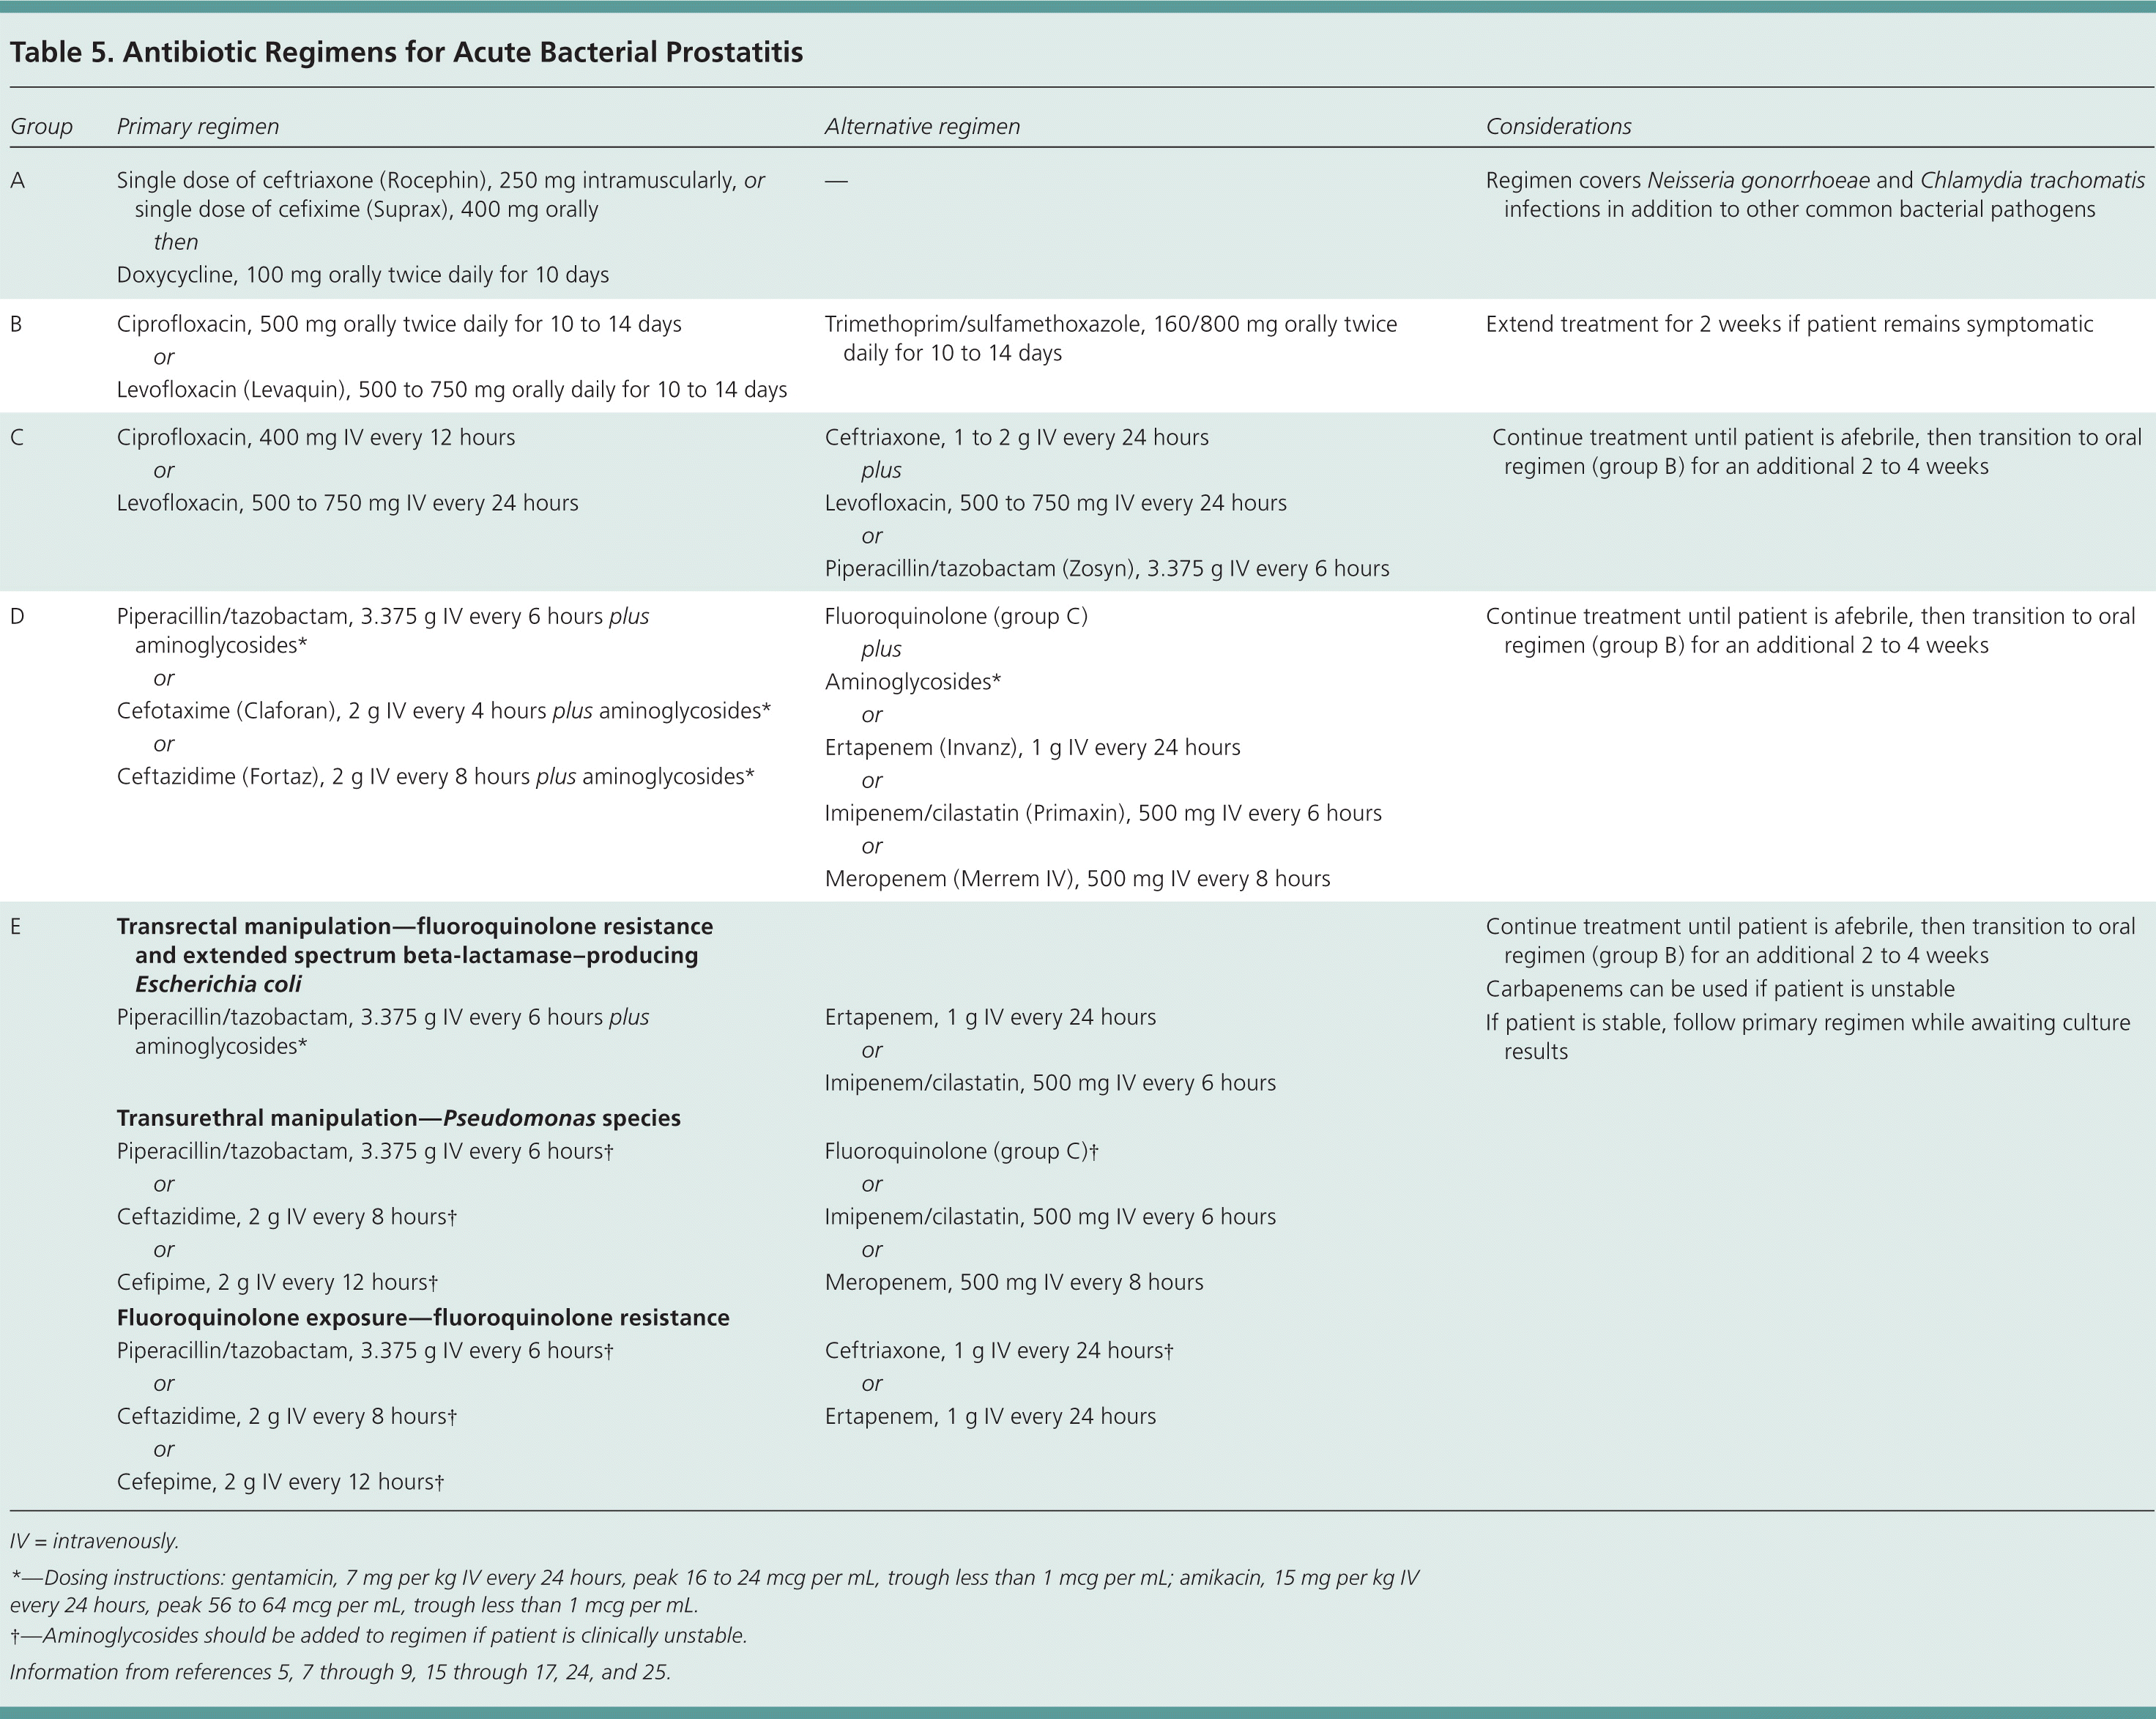 Table 5. Antibiotic Regimens for Acute Bacterial Prostatitis
Group Primary regimen Alternative regimen Considerations
A
Single dose of ceftriaxone (Rocephin), 250 mg intramuscularly, or
single dose of cefixime (Suprax), 400 mg orally
then
Doxycycline, 100 mg orally twice daily for 10 days
—
Regimen covers Neisseria gonorrhoeae and Chlamydia trachomatis
infections in addition to other common bacterial pathogens
B
Ciprofloxacin, 500 mg orally twice daily for 10 to 14 days
or
Levofloxacin (Levaquin), 500 to 750 mg orally daily for 10 to 14 days
Trimethoprim/sulfamethoxazole, 160/800 mg orally twice
daily for 10 to 14 days
Extend treatment for 2 weeks if patient remains symptomatic
C
Ciprofloxacin, 400 mg IV every 12 hours
or
Levofloxacin, 500 to 750 mg IV every 24 hours
Ceftriaxone, 1 to 2 g IV every 24 hours
plus
Levofloxacin, 500 to 750 mg IV every 24 hours
or
Piperacillin/tazobactam (Zosyn), 3.375 g IV every 6 hours
Continue treatment until patient is afebrile, then transition to oral
regimen (group B) for an additional 2 to 4 weeks
D
Piperacillin/tazobactam, 3.375 g IV every 6 hours plus
aminoglycosides*
or
Cefotaxime (Claforan), 2 g IV every 4 hours plus aminoglycosides*
or
Ceftazidime (Fortaz), 2 g IV every 8 hours plus aminoglycosides*
Fluoroquinolone (group C)
plus
Aminoglycosides*
or
Ertapenem (Invanz), 1 g IV every 24 hours
or
Imipenem/cilastatin (Primaxin), 500 mg IV every 6 hours
or
Meropenem (Merrem IV), 500 mg IV every 8 hours
Continue treatment until patient is afebrile, then transition to oral
regimen (group B) for an additional 2 to 4 weeks
E
Transrectal manipulation—fluoroquinolone resistance
and extended spectrum beta-lactamase–producing
Escherichia coli
Piperacillin/tazobactam, 3.375 g IV every 6 hours plus
aminoglycosides*
Ertapenem, 1 g IV every 24 hours
or
Imipenem/cilastatin, 500 mg IV every 6 hours
Continue treatment until patient is afebrile, then transition to oral
regimen (group B) for an additional 2 to 4 weeks
Carbapenems can be used if patient is unstable
If patient is stable, follow primary regimen while awaiting culture
results
Transurethral manipulation—Pseudomonas species
Piperacillin/tazobactam, 3.375 g IV every 6 hours†
or
Ceftazidime, 2 g IV every 8 hours†
or
Cefipime, 2 g IV every 12 hours†
Fluoroquinolone (group C)†
or
Imipenem/cilastatin, 500 mg IV every 6 hours
or
Meropenem, 500 mg IV every 8 hours
Fluoroquinolone exposure—fluoroquinolone resistance
Piperacillin/tazobactam, 3.375 g IV every 6 hours†
or
Ceftazidime, 2 g IV every 8 hours†
or
Cefepime, 2 g IV every 12 hours†
Ceftriaxone, 1 g IV every 24 hours†
or
Ertapenem, 1 g IV every 24 hours
IV = intravenously.
*—Dosing instructions: gentamicin, 7 mg per kg IV every 24 hours, peak 16 to 24 mcg per mL, trough less than 1 mcg per mL; amikacin, 15 mg per kg IV
every 24 hours, peak 56 to 64 mcg per mL, trough less than 1 mcg per mL.
†—Aminoglycosides should be added to regimen if patient is clinically unstable.
Information from references 5, 7 through 9, 15 through 17, 24, and 25.